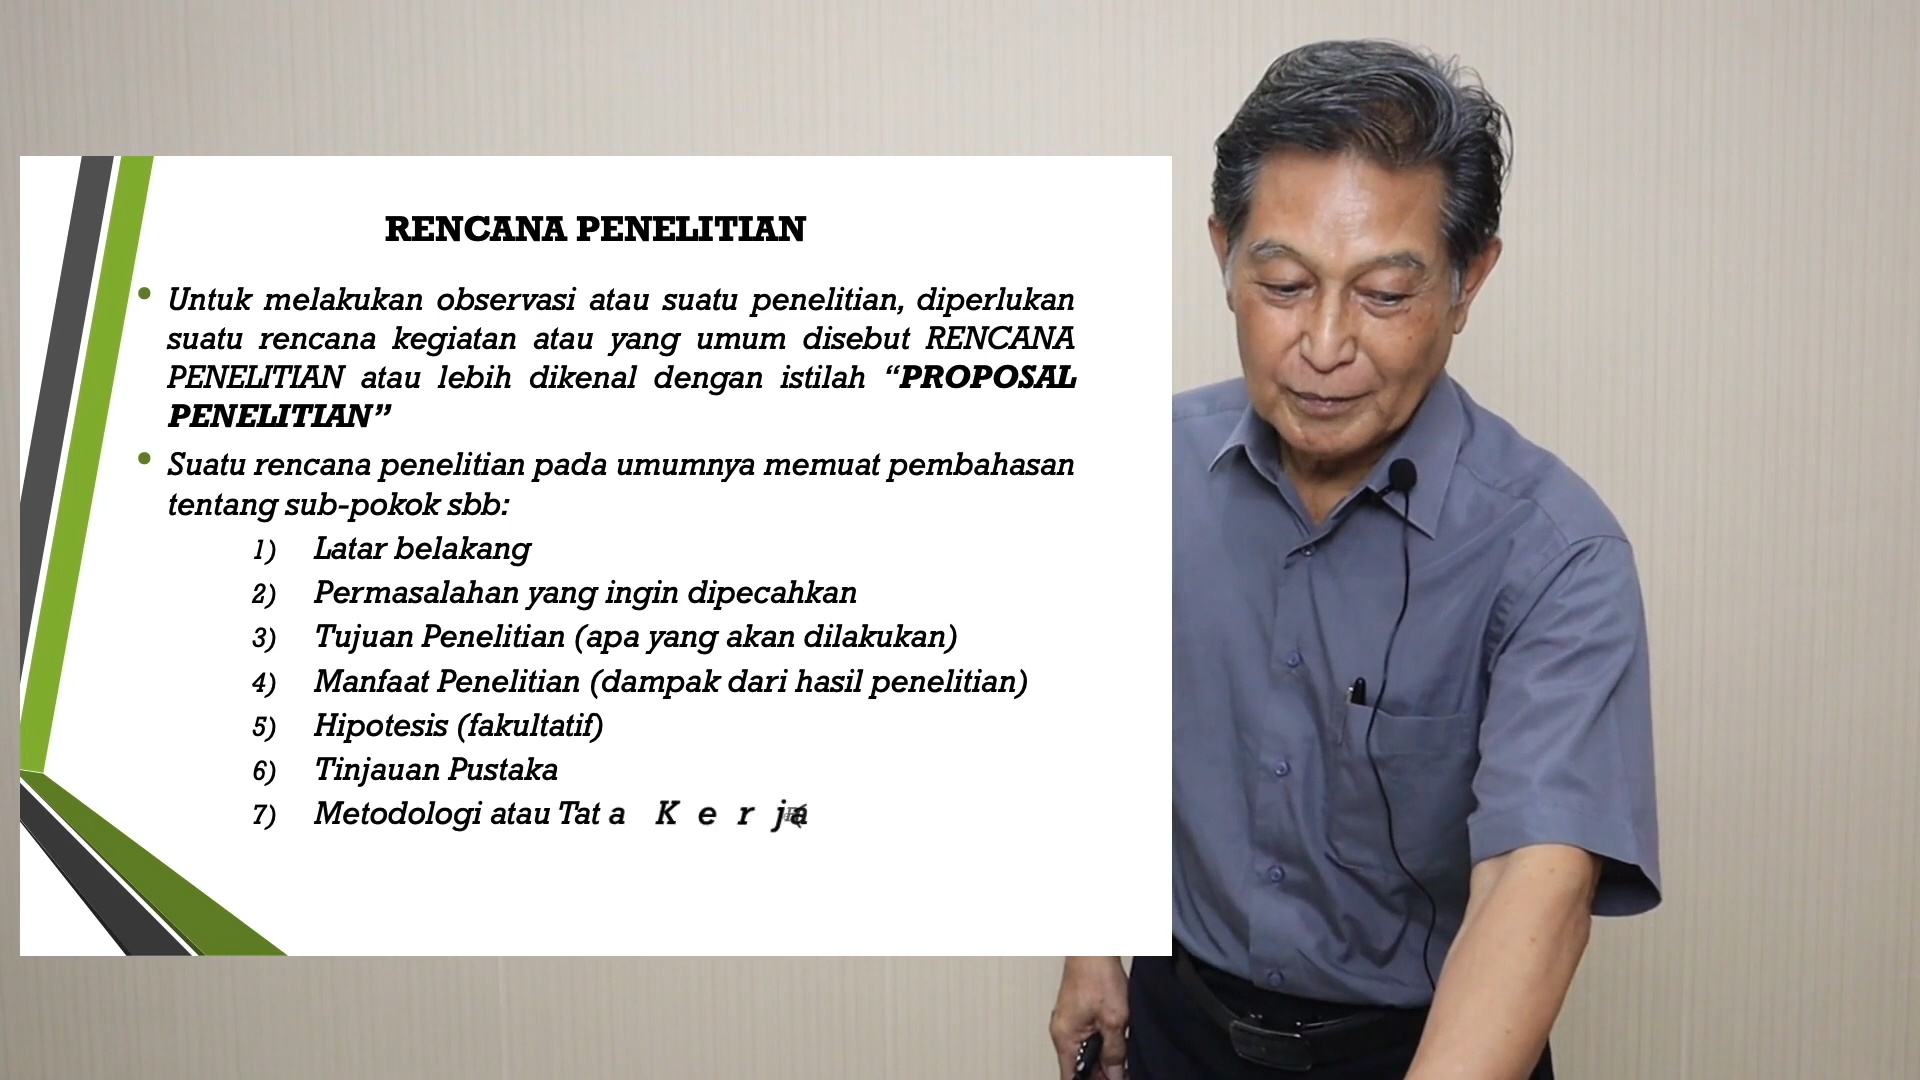 RENCANA PENELITIAN
• Untuk melakukan observasi atau suatu penelitian, diperlukan
suatu rencana kegiatan atau yang umum disebut RENCANA
PENELITIAN atau lebih dikenal dengan istilah “PROPOSAL
PENELITIAN”
• Suatu rencana penelitian pada umumnya memuat pembahasan
tentang sub-pokok sbb:
1) Latar belakang
2) Permasalahan yang ingin dipecahkan
3) Tujuan Penelitian (apa yang akan dilakukan)
4) Manfaat Penelitian (dampak dari hasil penelitian)
5) Hipotesis (fakultatif)
6) Tinjauan Pustaka
7) Metodologi atau Tata Kerja